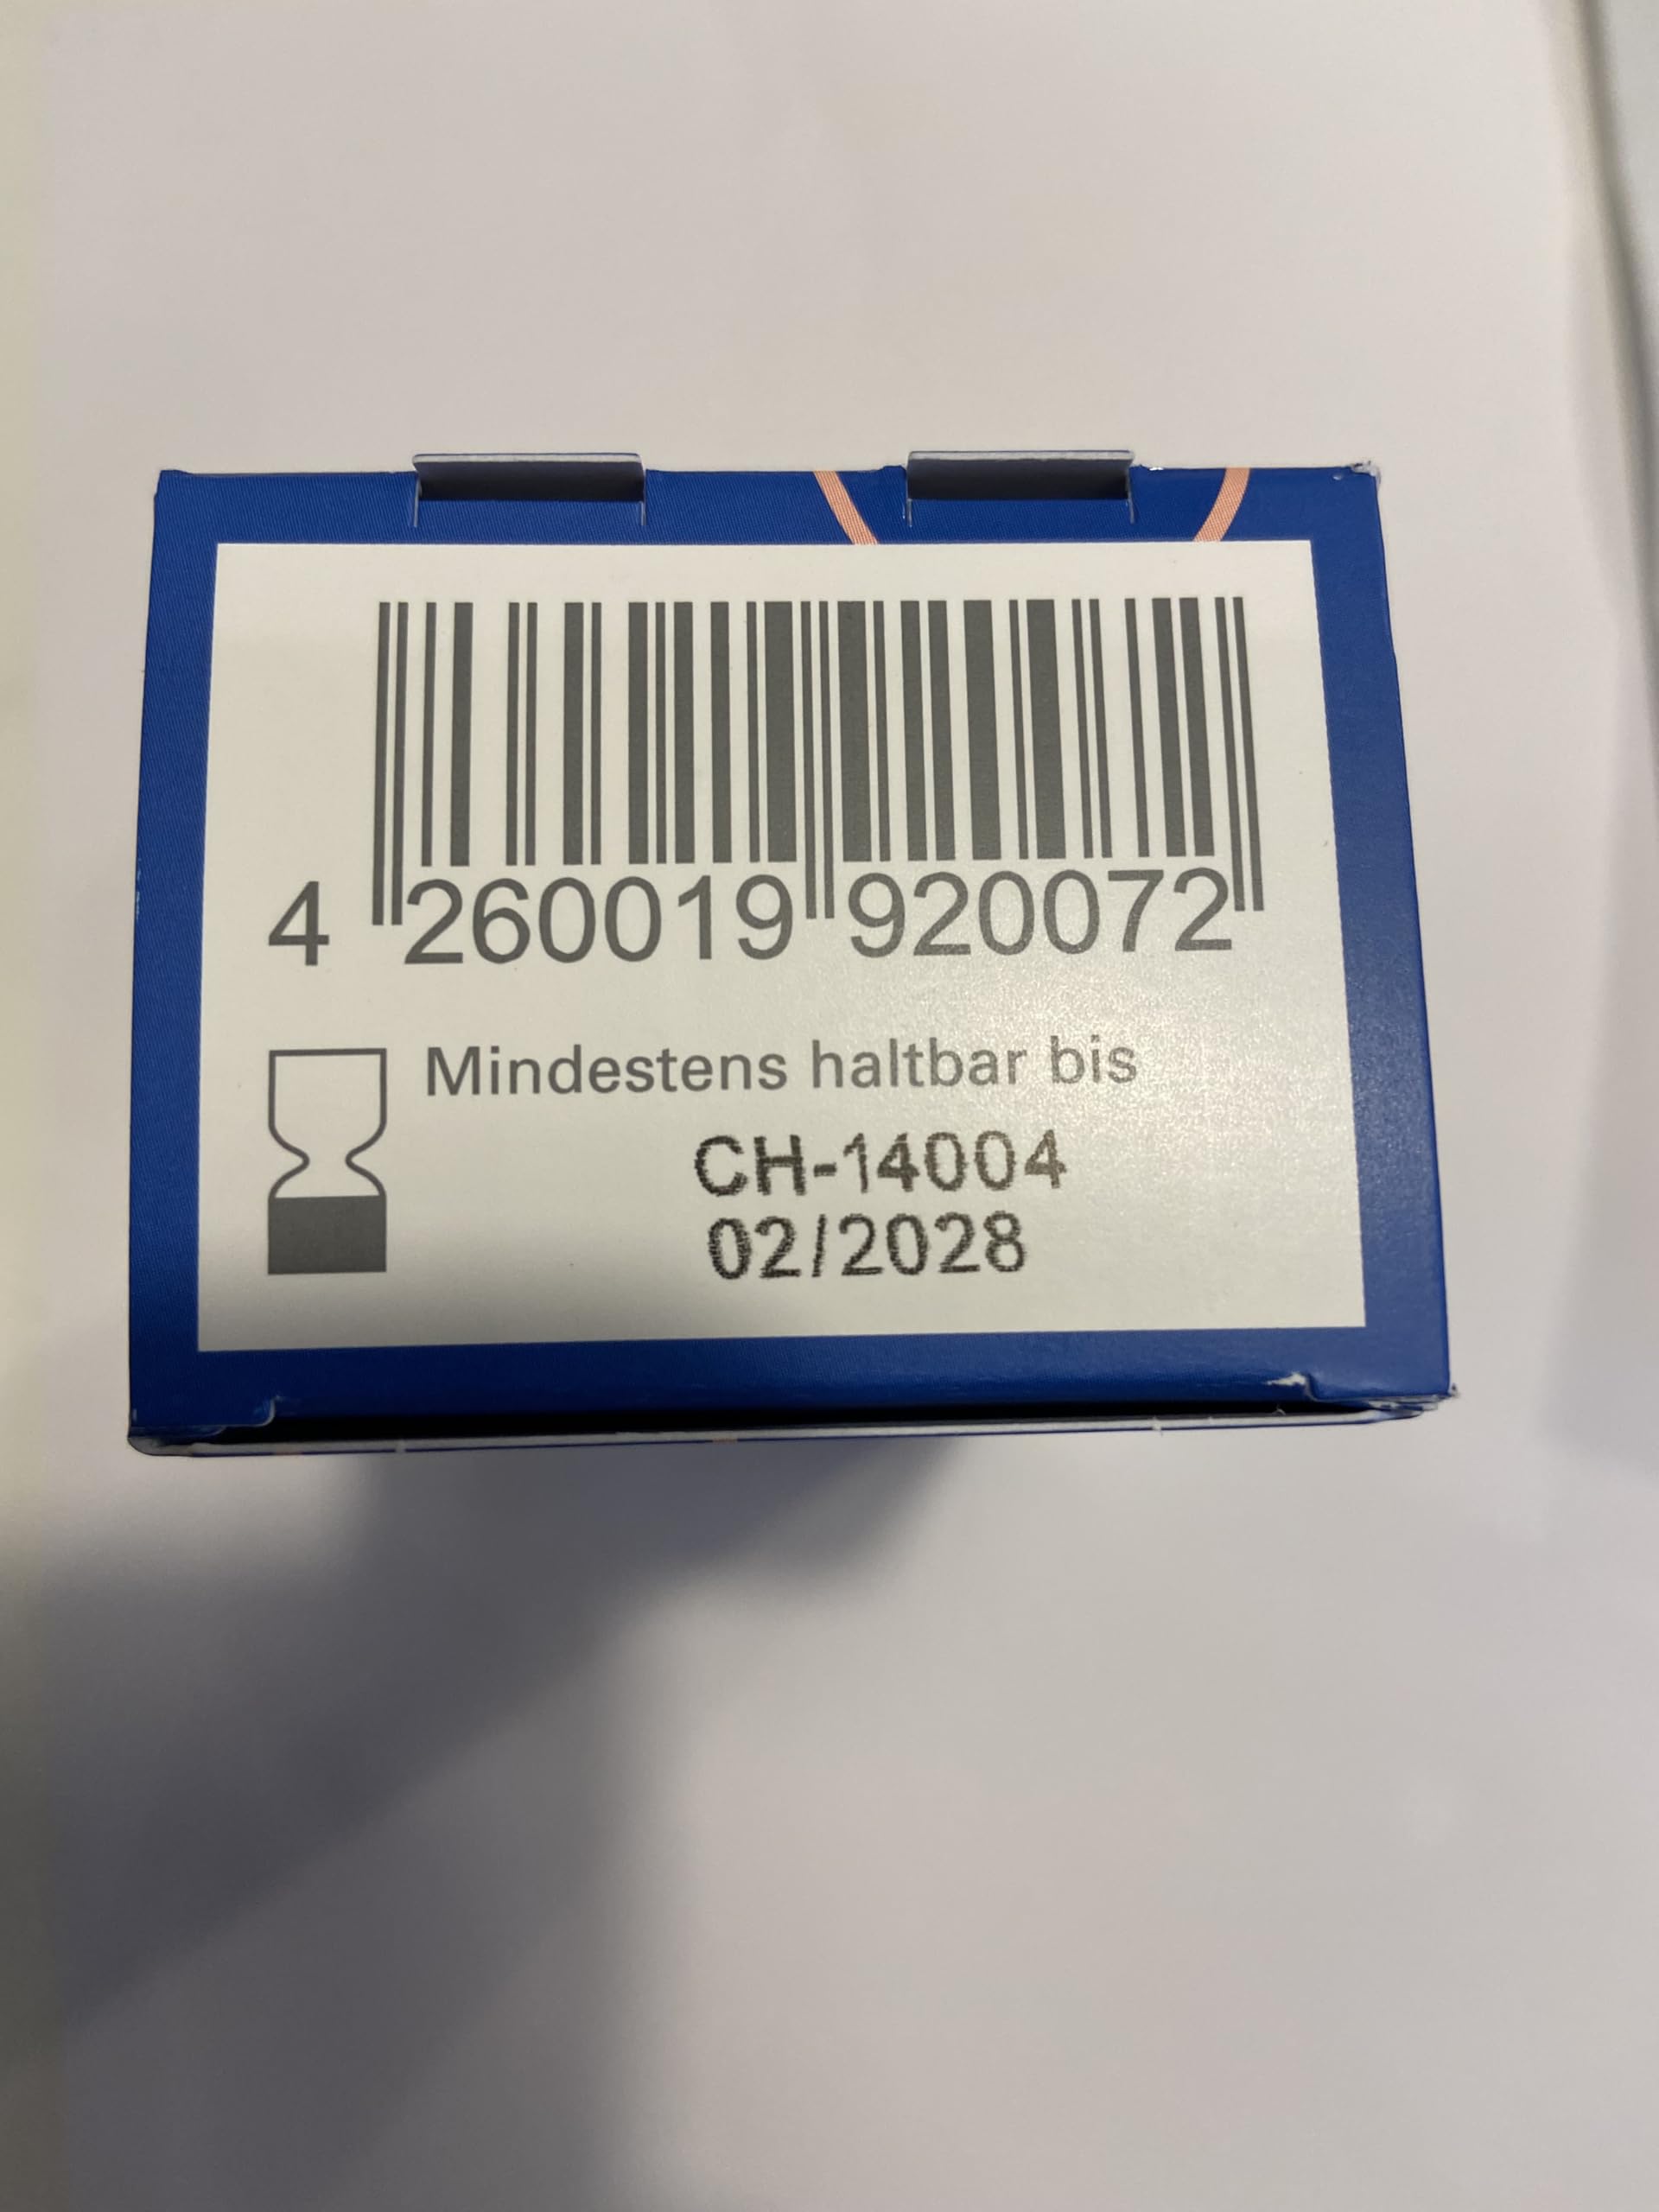 4 260019 920072
Mindestens haltbar bis
CH-14004
02/2028